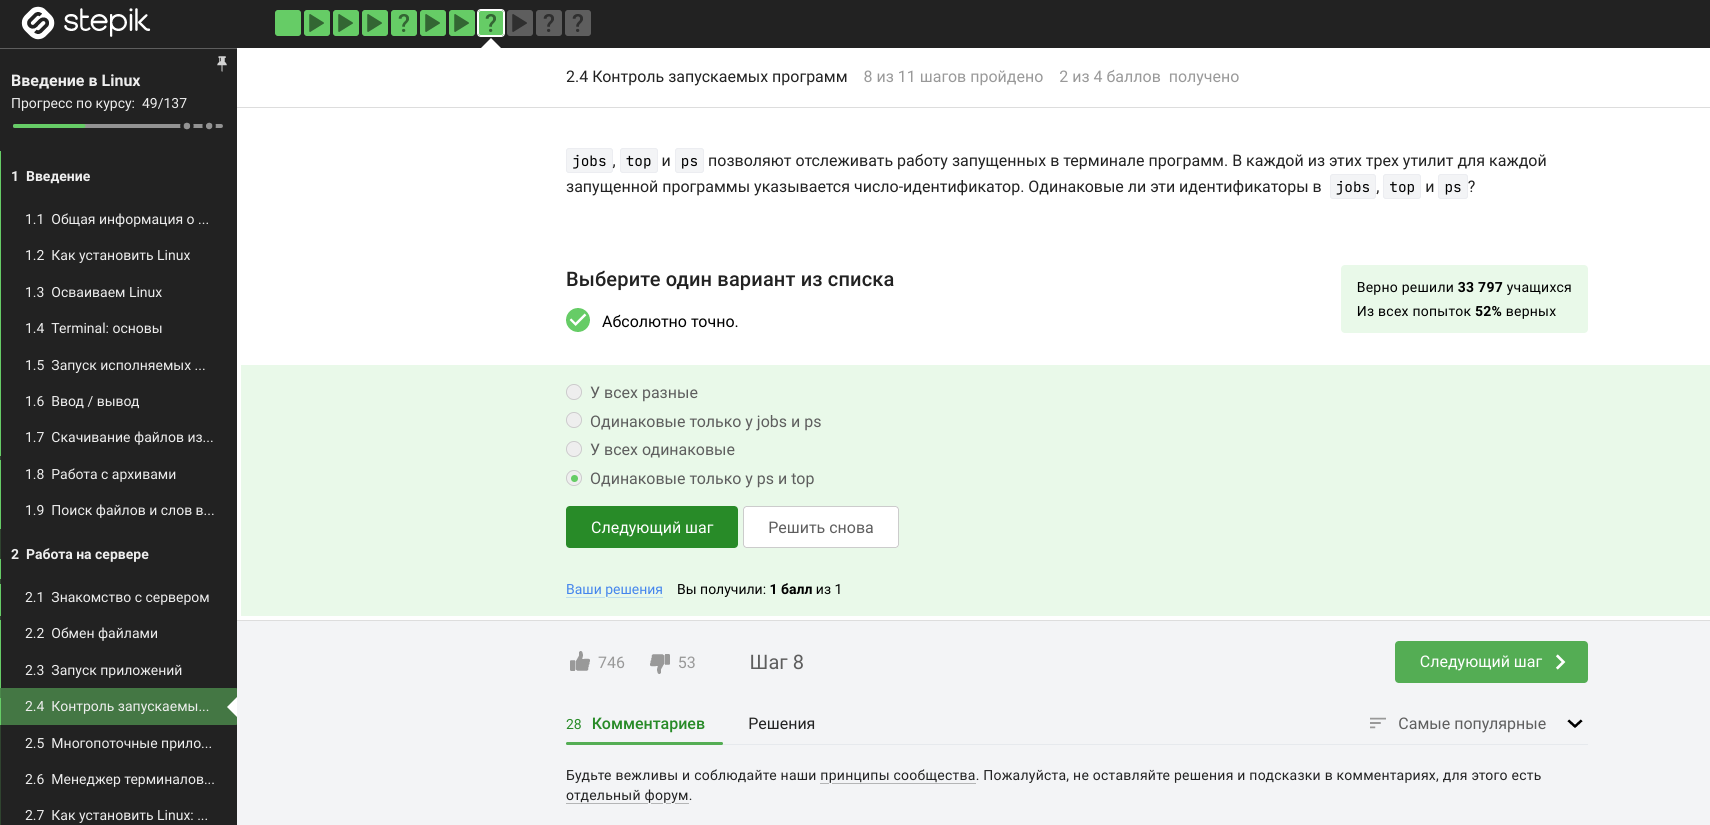 stepik
? ? ? ?
Введение в Linux
Прогресс по курсу: 49/137
1 Введение
1.1 Общая информация о ...
1.2 Как установить Linux
1.3 Осваиваем Linux
1.4 Terminal: основы
1.5 Запуск исполняемых ...
1.6 Ввод / вывод
1.7 Скачивание файлов из...
1.8 Работа с архивами
1.9 Поиск файлов и слов в...
2 Работа на сервере
2.1 Знакомство с сервером
2.2 Обмен файлами
2.3 Запуск приложений
2.4 Контроль запускаемы...
2.5 Многопоточные прило...
2.6 Менеджер терминалов...
2.7 Как установить Linux: ...
2.4 Контроль запускаемых программ 8 из 11 шагов пройдено 2 из 4 баллов получено
jobs, top и ps позволяют отслеживать работу запущенных в терминале программ. В каждой из этих трех утилит для каждой
запущенной программы указывается число-идентификатор. Одинаковые ли эти идентификаторы в jobs, top и ps?
Выберите один вариант из списка
Абсолютно точно.
Верно решили 33 797 учащихся
Из всех попыток 52% верных
У всех разные
Одинаковые только у jobs и ps
У всех одинаковые
Одинаковые только у ps и top
Следующий шаг Решить снова
Ваши решения Вы получили: 1 балл из 1
746 53 Шаг 8 Следующий шаг
28 Комментариев Решения Самые популярные
Будьте вежливы и соблюдайте наши принципы сообщества. Пожалуйста, не оставляйте решения и подсказки в комментариях, для этого есть
отдельный форум.